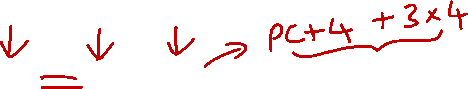 ↓ = ↓ ↓ → PC+4 +3×4